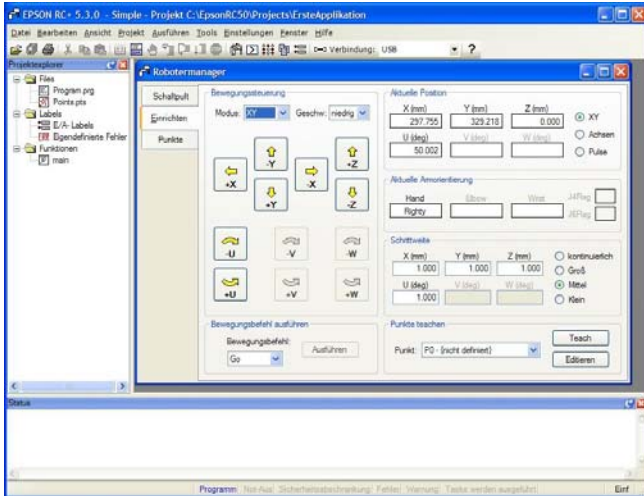 EPSON RC+ 5.3.0 - Simple - Projekt C:\EpsonRC50\Projects\ErsteApplikation
Datei Bearbeiten Ansicht Projekt Ausführen Tools Einstellungen Fenster Hilfe
Verbindung: USB
Projektexplorer
Files
Program.prg
Points.pts
Labels
E/A- Labels
Eigendefinierte Fehler
Funktionen
main
Robotermanager
Schaltpult
Einrichten
Punkte
Bewegungssteuerung
Modus: XY Geschw: niedrig
-Y
+Z
+X
-X
+Y
-Z
-U
-V
-W
+U
+V
+W
Bewegungsbefehl ausführen
Bewegungsbefehl:
Go
Ausführen
Aktuelle Position
X (mm) Y (mm) Z (mm)
297.755 329.218 0.000
U (deg) V (deg) W (deg)
50.002
XY
Achsen
Pulse
Aktuelle Armorientierung
Hand Elbow Wrist
Righty
J4Flag
J6Flag
Schrittweite
X (mm) Y (mm) Z (mm)
1.000 1.000 1.000
U (deg) V (deg) W (deg)
1.000
kontinuierlich
Groß
Mittel
Klein
Punkte teachen
Punkt: P0 - (nicht definiert)
Teach
Editieren
Status
Programm Not-Aus Sicherheitsabschrankung Fehler Warnung Tasks werden ausgeführt Einf